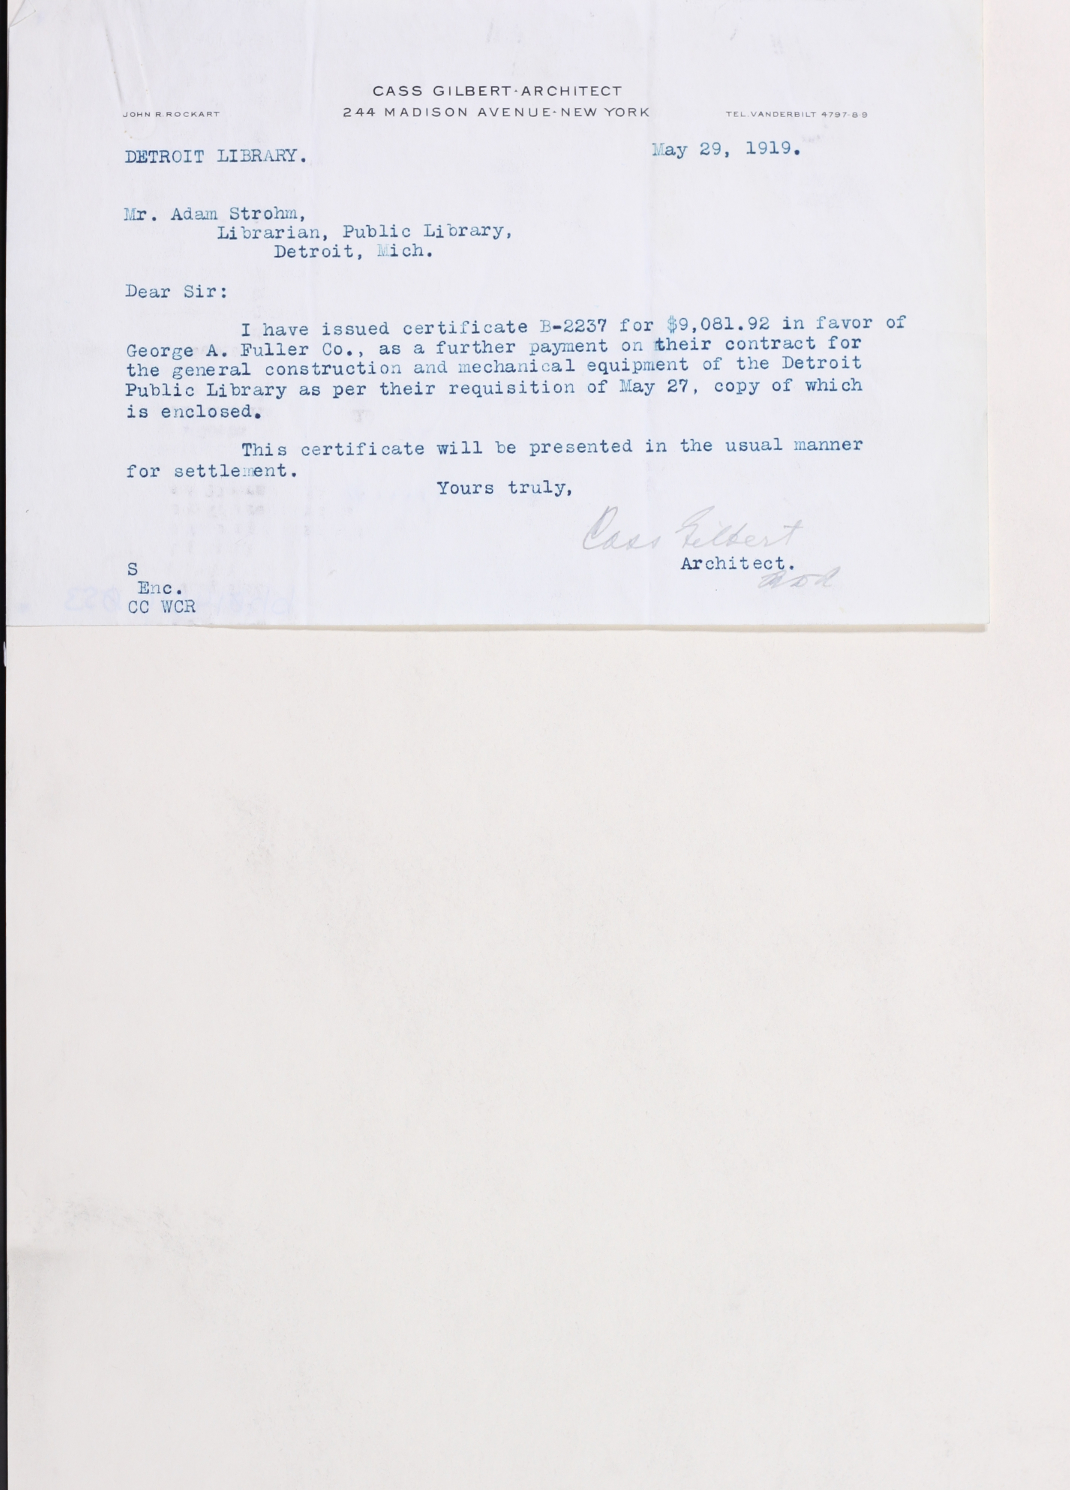 CASS GILBERT·ARCHITECT
244 MADISON AVENUE·NEW YORK
JOHN R. ROCKART
TEL. VANDERBILT 4797-8 9
DETROIT LIBRARY.
May 29, 1919.
Mr. Adam Strohm,
Librarian, Public Library,
Detroit, Mich.
Dear Sir:
I have issued certificate B-2237 for $9,081.92 in favor of
George A. Fuller Co., as a further payment on their contract for
the general construction and mechanical equipment of the Detroit
Public Library as per their requisition of May 27, copy of which
is enclosed.
This certificate will be presented in the usual manner
for settlement.
Yours truly,
Cass Gilbert
Architect.
S
Enc.
CC WCR